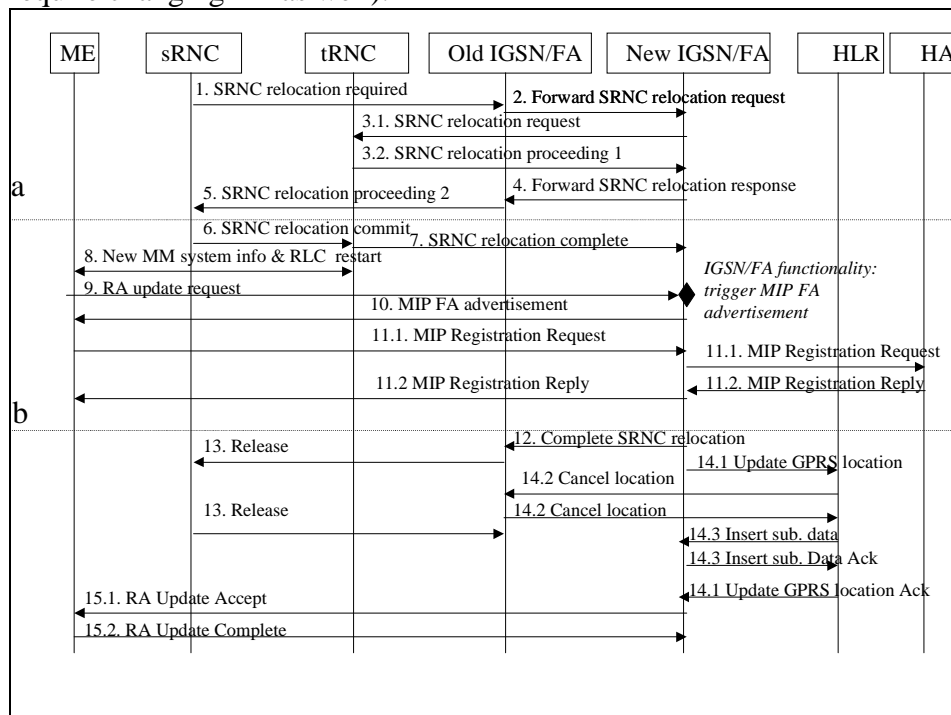 ME sRNC tRNC Old IGSN/FA New IGSN/FA HLR HA
1. SRNC relocation required
2. Forward SRNC relocation request
3.1. SRNC relocation request
3.2. SRNC relocation proceeding 1
a
4. Forward SRNC relocation response
5. SRNC relocation proceeding 2
6. SRNC relocation commit
7. SRNC relocation complete
8. New MM system info & RLC restart
IGSN/FA functionality:
trigger MIP FA
advertisement
9. RA update request
10. MIP FA advertisement
11.1. MIP Registration Request
11.1. MIP Registration Request
11.2 MIP Registration Reply
11.2. MIP Registration Reply
b
12. Complete SRNC relocation
13. Release
14.1 Update GPRS location
14.2 Cancel location
13. Release
14.2 Cancel location
14.3 Insert sub. data
14.3 Insert sub. Data Ack
14.1 Update GPRS location Ack
15.1. RA Update Accept
15.2. RA Update Complete